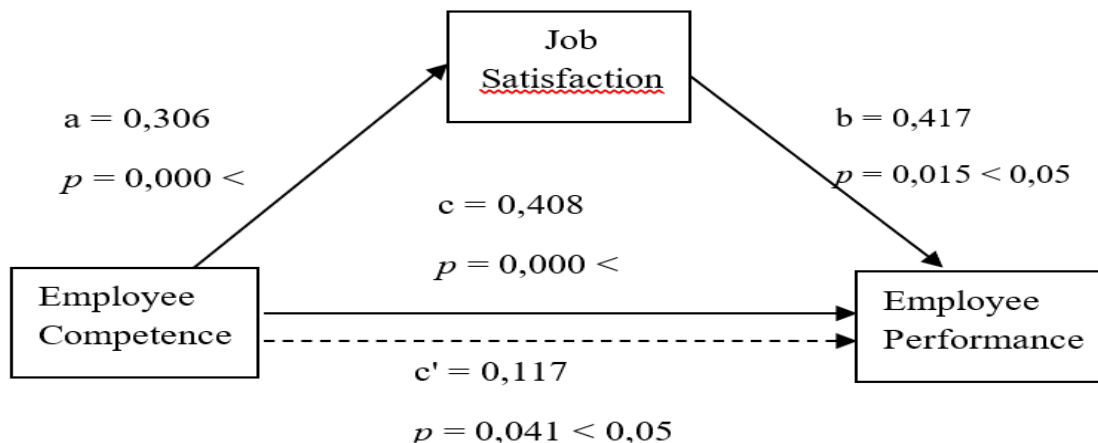 Job
Satisfaction
a = 0,306
p = 0,000 <
b = 0,417
p = 0,015 < 0,05
c = 0,408
p = 0,000 <
Employee
Competence
Employee
Performance
c' = 0,117
p = 0,041 < 0,05